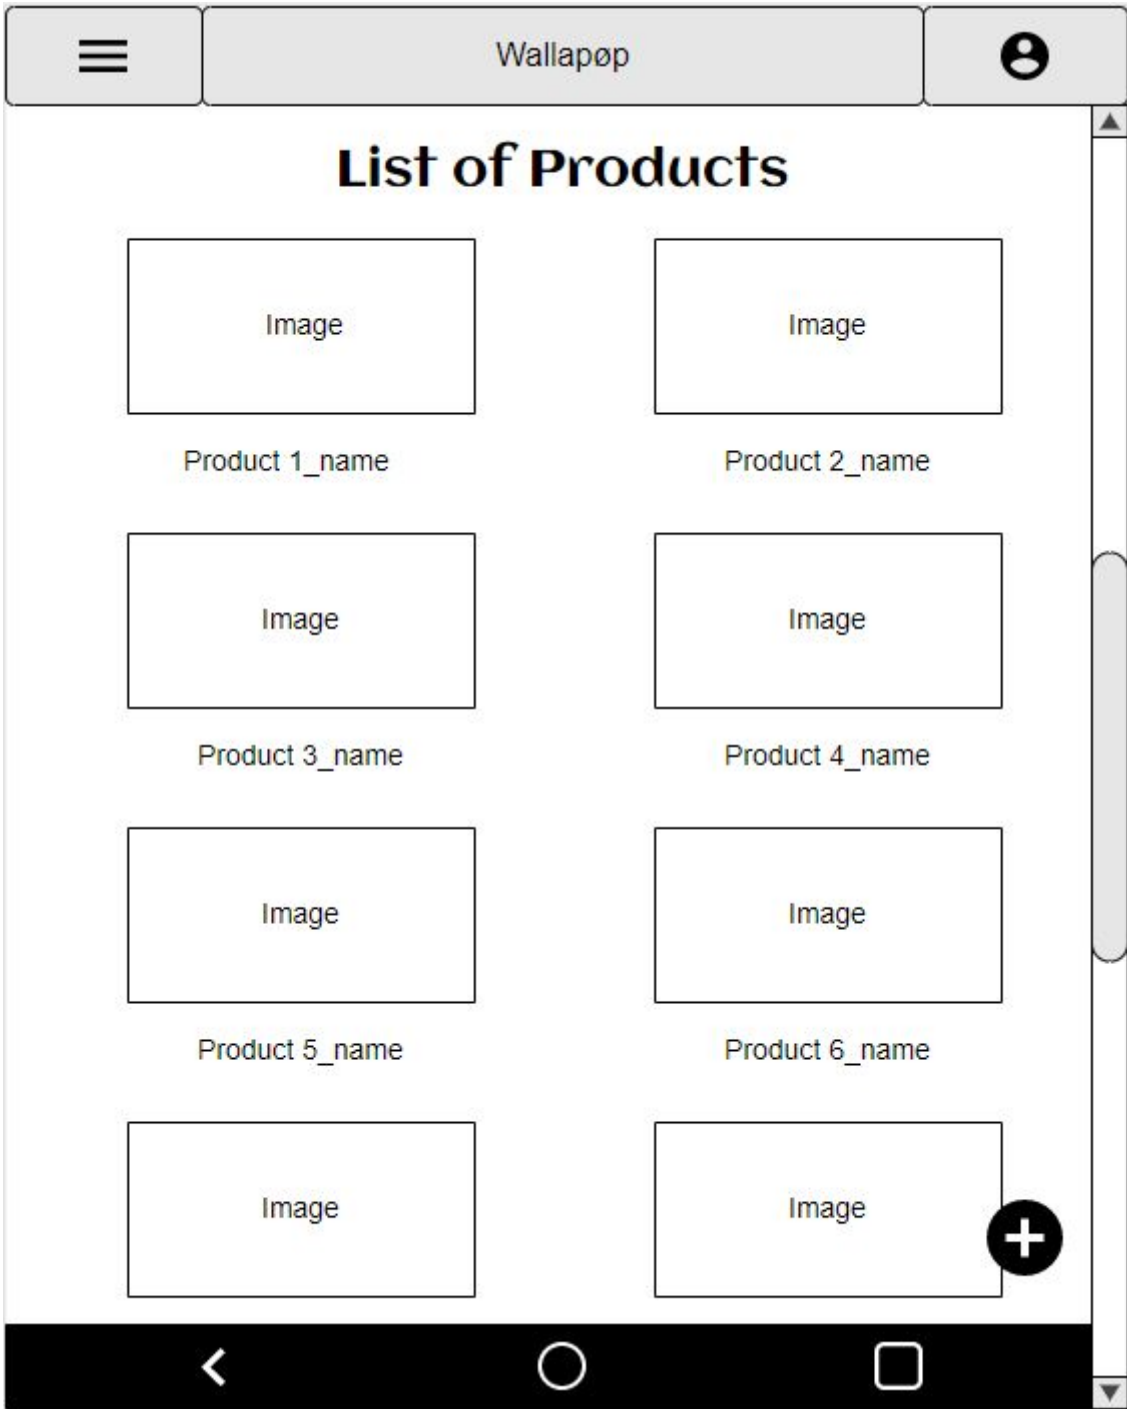 Wallapøp
List of Products
Image
Image
Product 1_name
Product 2_name
Image
Image
Product 3_name
Product 4_name
Image
Image
Product 5_name
Product 6_name
Image
Image